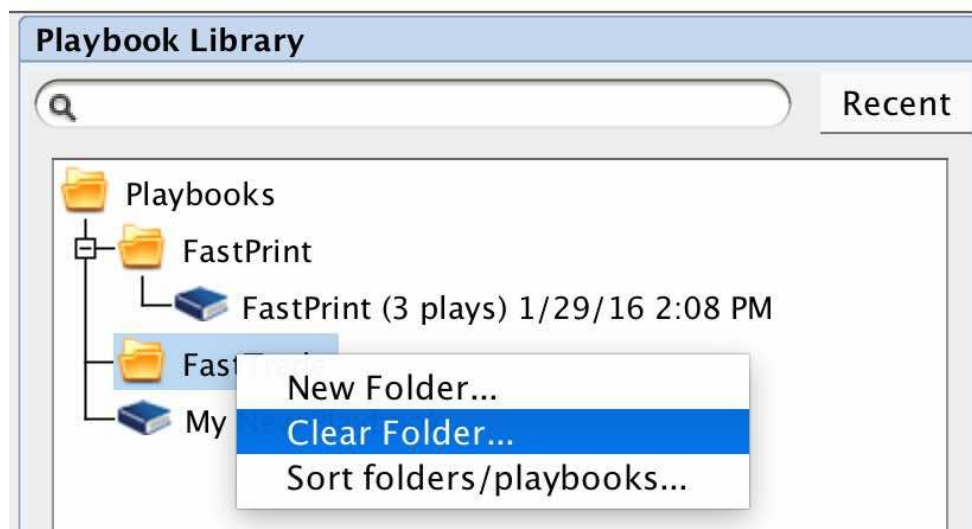 Playbook Library
Recent
Playbooks
FastPrint
FastPrint (3 plays) 1/29/16 2:08 PM
FastTrade
New Folder...
My
Clear Folder...
Sort folders/playbooks...